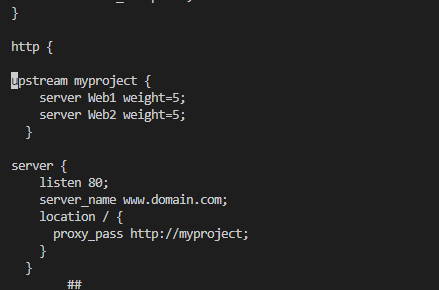 }
http {
upstream myproject {
server Web1 weight=5;
server Web2 weight=5;
}
server {
listen 80;
server_name www.domain.com;
location / {
proxy_pass http://myproject;
}
}
##